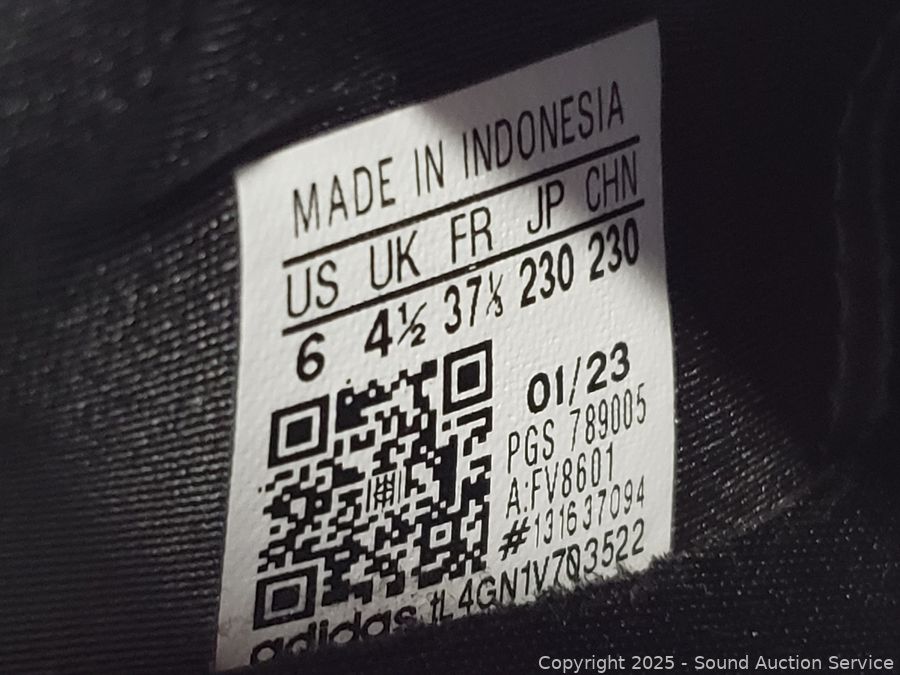 MADE IN INDONESIA
US UK FR JP CHN
6 4½ 37⅓ 230 230
01/23
PGS 789005
A:FV8601
#131637094
adidas tL4GN1V703522
Copyright 2025 - Sound Auction Service